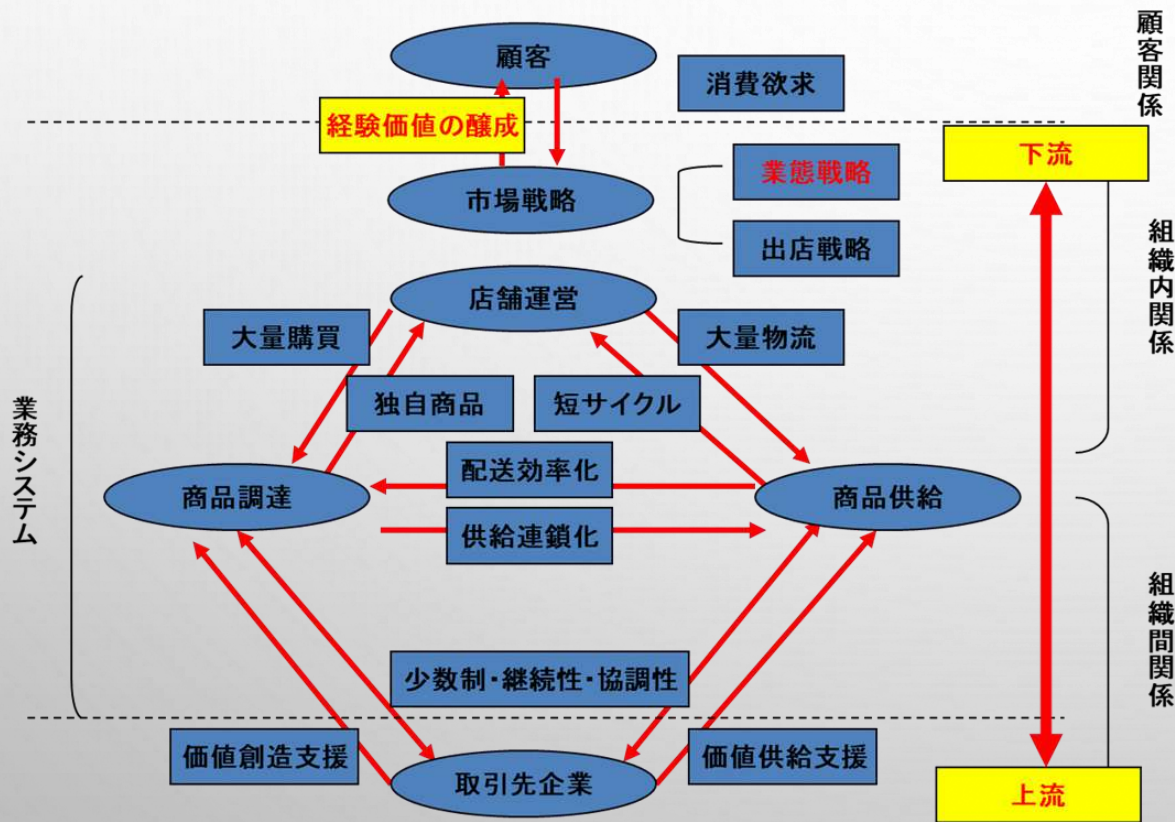 顧客
消費欲求
顧客関係
経験価値の醸成
下流
業態戦略
市場戦略
出店戦略
組織内関係
店舗運営
大量購買
大量物流
独自商品
短サイクル
業務システム
配送効率化
商品調達
商品供給
供給連鎖化
組織間関係
少数制・継続性・協調性
価値創造支援
価値供給支援
取引先企業
上流